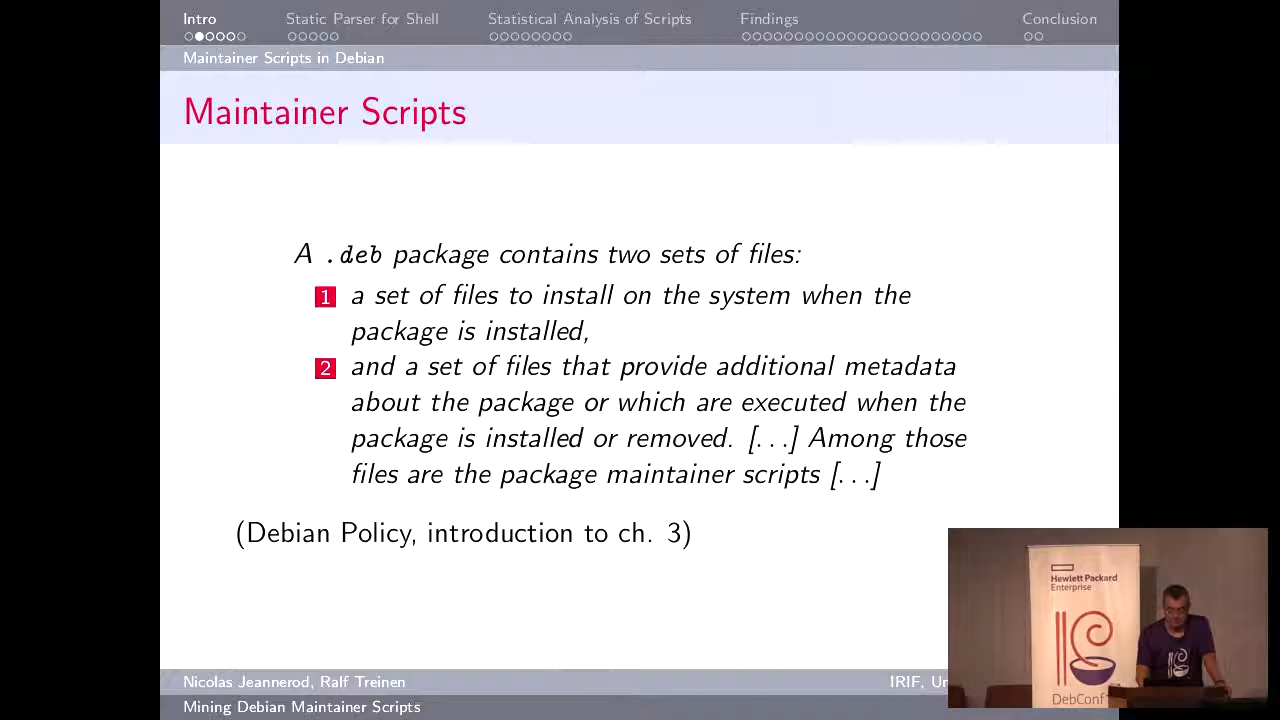 Intro Static Parser for Shell Statistical Analysis of Scripts Findings Conclusion
Maintainer Scripts in Debian
Maintainer Scripts
A .deb package contains two sets of files:
1 a set of files to install on the system when the
package is installed,
2 and a set of files that provide additional metadata
about the package or which are executed when the
package is installed or removed. [...] Among those
files are the package maintainer scripts [...]
(Debian Policy, introduction to ch. 3)
Hewlett Packard
Enterprise
DebConf
Nicolas Jeannerod, Ralf Treinen IRIF,
Mining Debian Maintainer Scripts